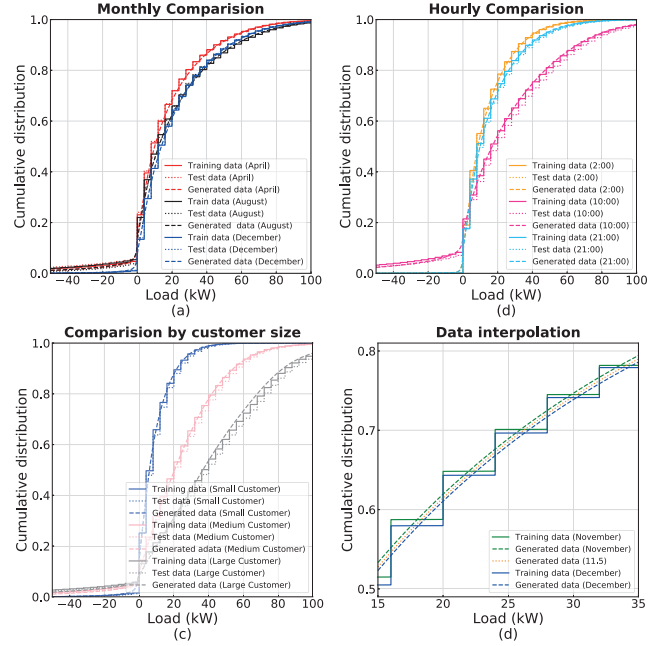 Monthly Comparision
Cumulative distribution
1.0
0.8
0.6
0.4
0.2
0.0
Training data (April)
Test data (April)
Generated data (April)
Train data (August)
Test data (August)
Generated data (August)
Train data (December)
Test data (December)
Generated data (December)
−40 −20 0 20 40 60 80 100
Load (kW)
(a)
Hourly Comparision
Cumulative distribution
1.0
0.8
0.6
0.4
0.2
0.0
Training data (2:00)
Test data (2:00)
Generated data (2:00)
Training data (10:00)
Test data (10:00)
Generated data (10:00)
Training data (21:00)
Test data (21:00)
Generated data (21:00)
−40 −20 0 20 40 60 80 100
Load (kW)
(d)
Comparision by customer size
Cumulative distribution
1.0
0.8
0.6
0.4
0.2
0.0
Training data (Small Customer)
Test data (Small Customer)
Generated data (Small Customer)
Training data (Medium Customer)
Test data (Medium Customer)
Generated adata (Medium Customer)
Training data (Large Customer)
Test data (Large Customer)
Generated data (Large Customer)
−40 −20 0 20 40 60 80 100
Load (kW)
(c)
Data interpolation
Cumulative distribution
0.8
0.7
0.6
0.5
Training data (November)
Generated data (November)
Generated data (11.5)
Training data (December)
Generated data (December)
15 20 25 30 35
Load (kW)
(d)